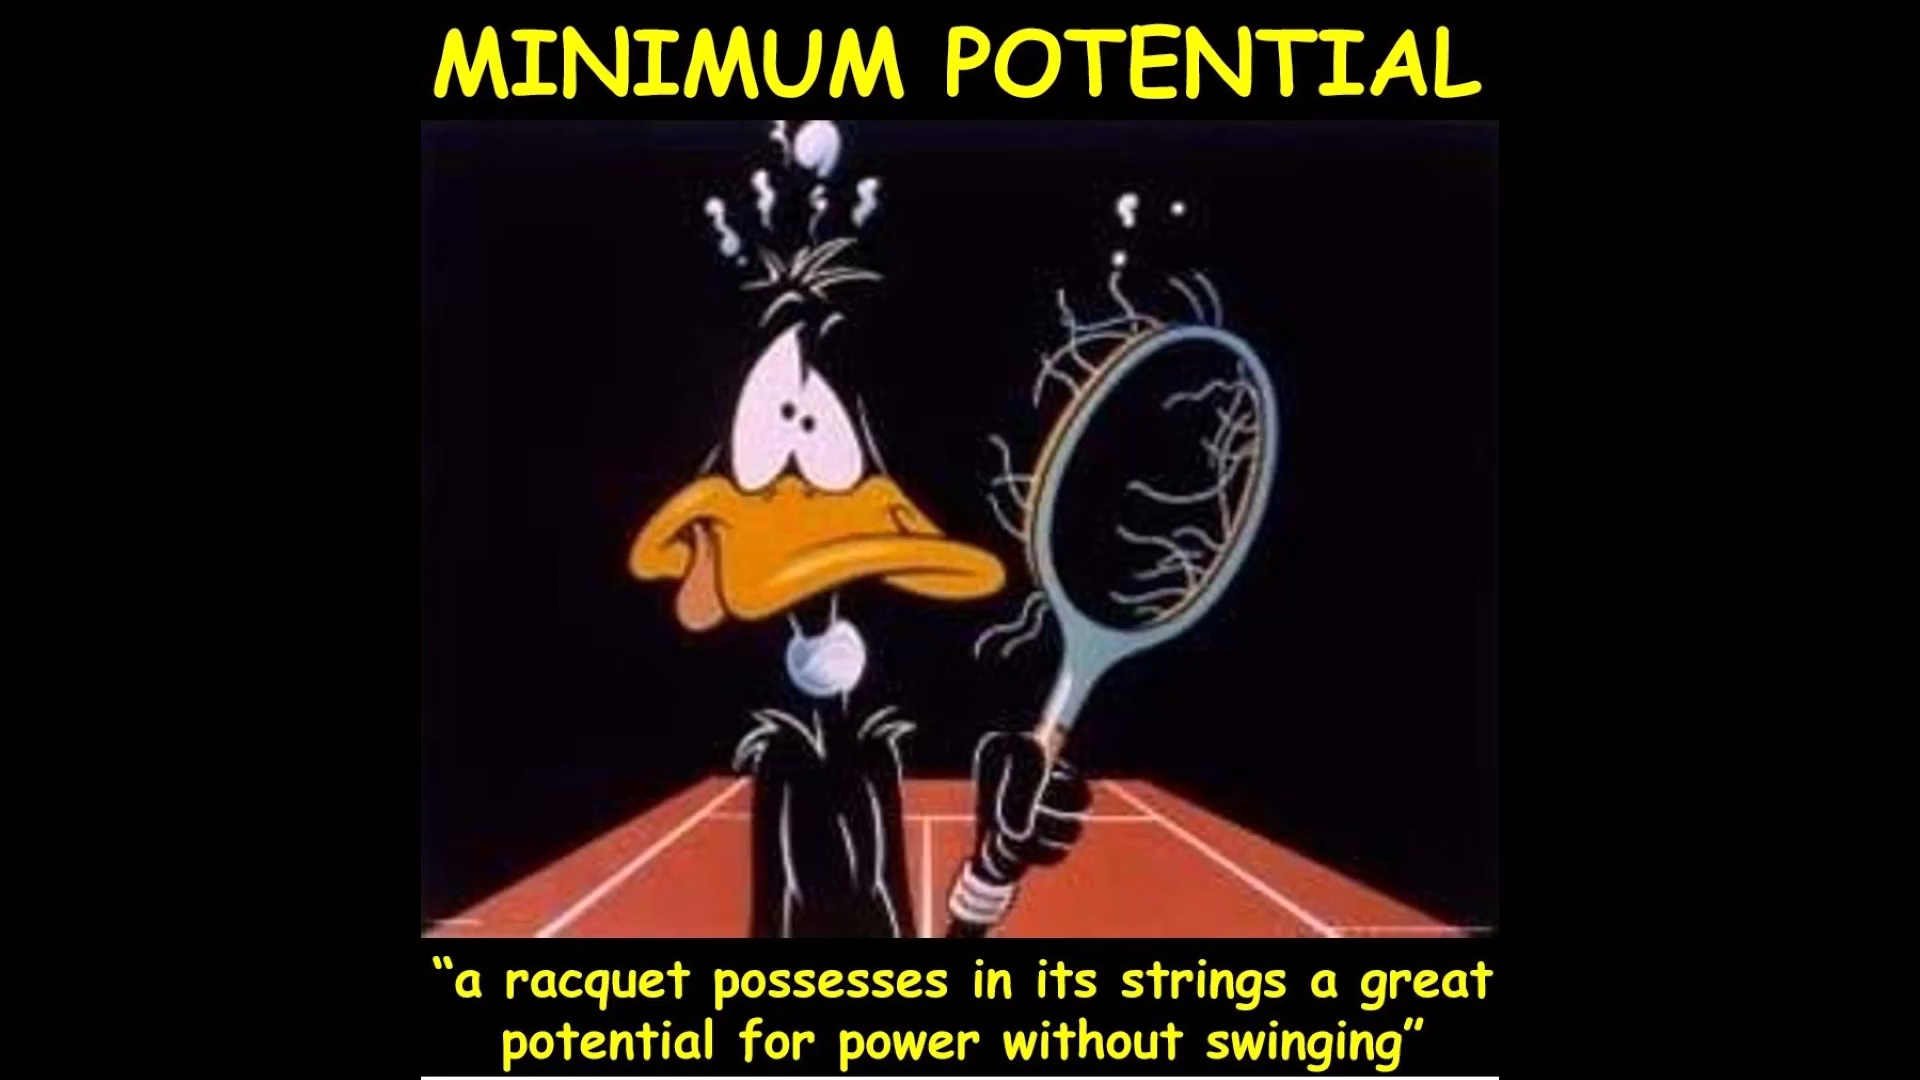 MINIMUM POTENTIAL
“a racquet possesses in its strings a great
potential for power without swinging”